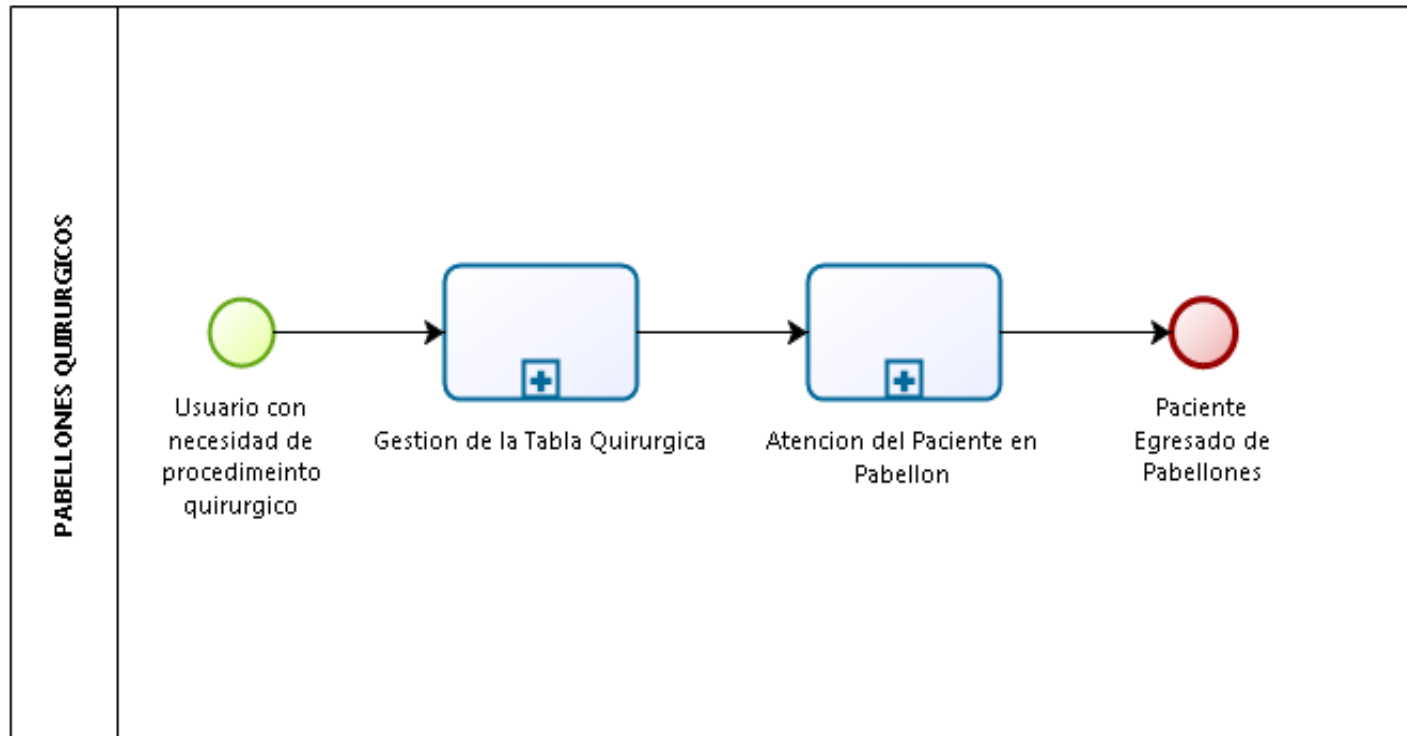 PABELLONES QUIRURGICOS
Usuario con
necesidad de
procedimeinto
quirurgico
Gestion de la Tabla Quirurgica
Atencion del Paciente en
Pabellon
Paciente
Egresado de
Pabellones